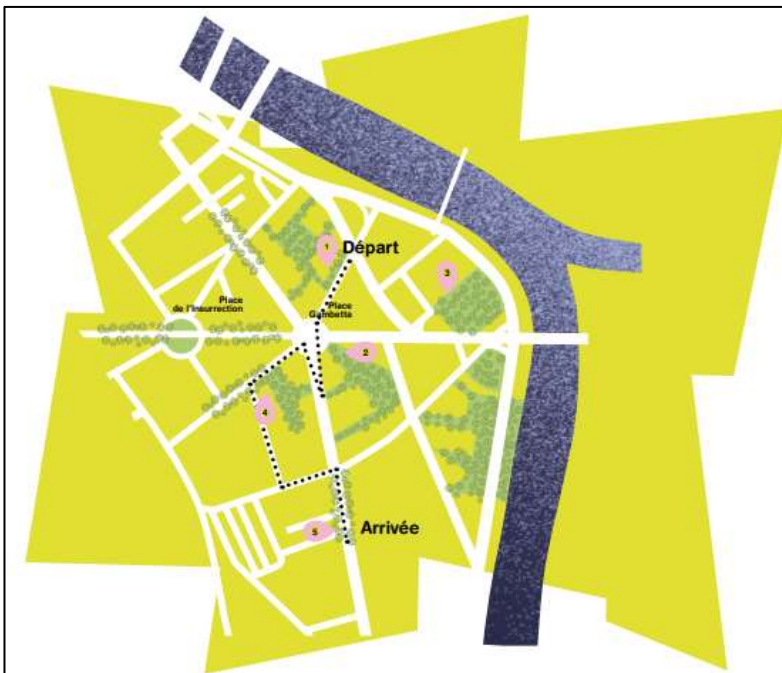 1
Départ
3
Place
de l'Insurrection
Place
Gambetta
2
4
5
Arrivée